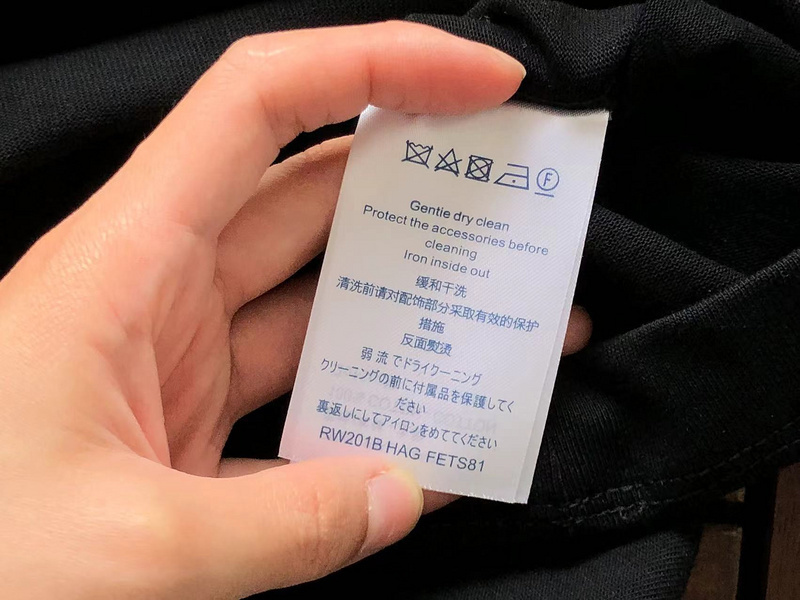 F
Gentie dry clean
Protect the accessories before
cleaning
Iron inside out
缓和干洗
清洗前请对配饰部分采取有效的保护
措施
反面熨烫
弱 流 でドライケーニング
クリーニングの前に付属品を保護してく
ださい
裏返しにしてアイロンをめててください
RW201B HAG FETS81